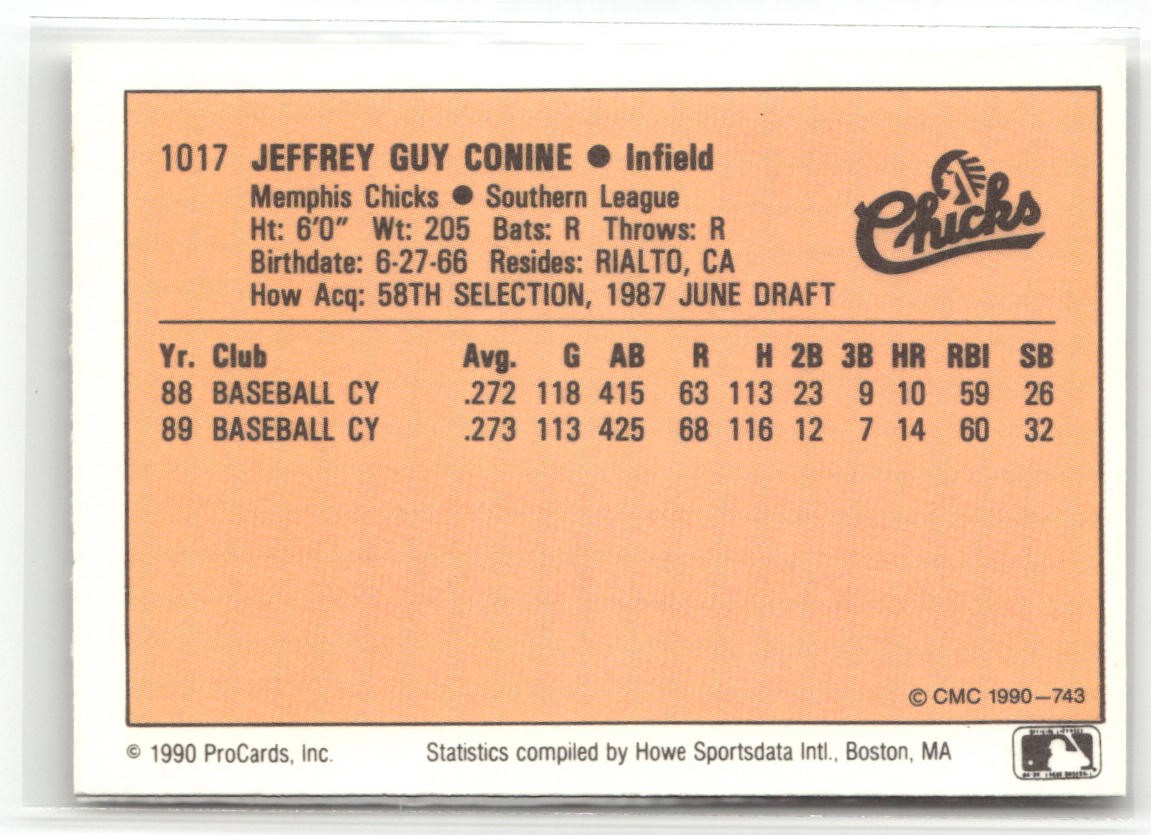 1017 JEFFREY GUY CONINE ● Infield
Memphis Chicks ● Southern League
Ht: 6'0" Wt: 205 Bats: R Throws: R
Birthdate: 6-27-66 Resides: RIALTO, CA
How Acq: 58TH SELECTION, 1987 JUNE DRAFT
Chicks
Yr. Club Avg. G AB R H 2B 3B HR RBI SB
88 BASEBALL CY .272 118 415 63 113 23 9 10 59 26
89 BASEBALL CY .273 113 425 68 116 12 7 14 60 32
© CMC 1990–743
© 1990 ProCards, Inc. Statistics compiled by Howe Sportsdata Intl., Boston, MA